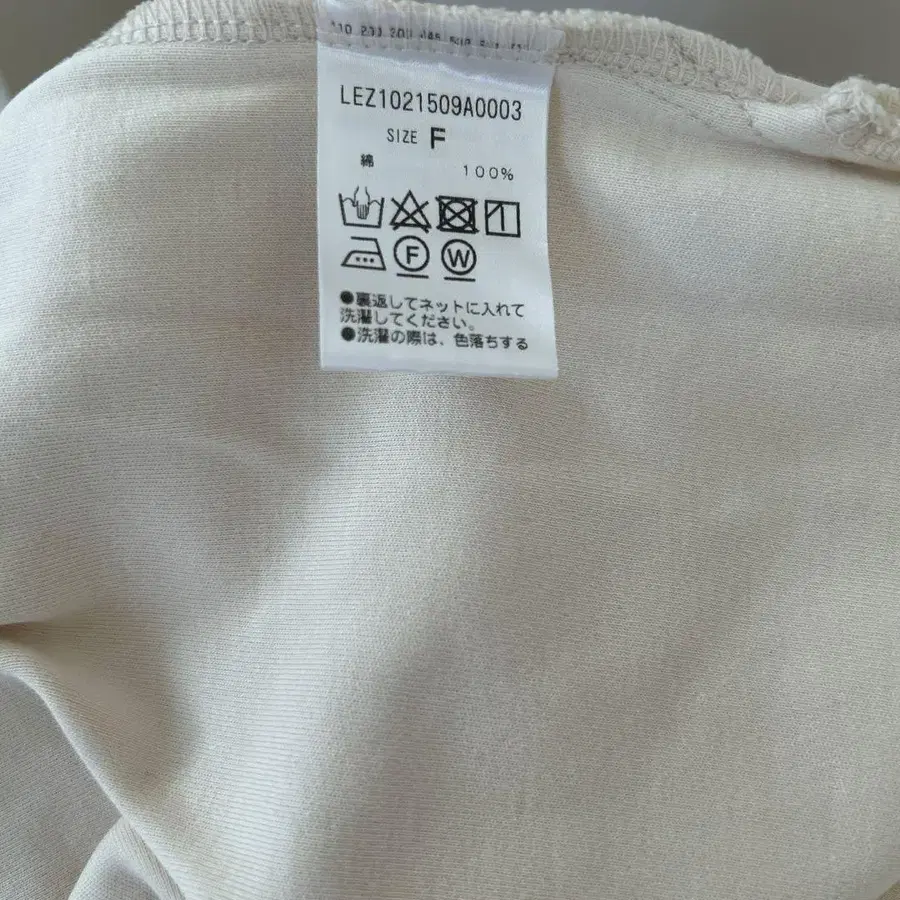 LEZ1021509A0003
SIZE F
綿 100%
F W
●裏返してネットに入れて
洗濯してください。
●洗濯の際は、色落ちする